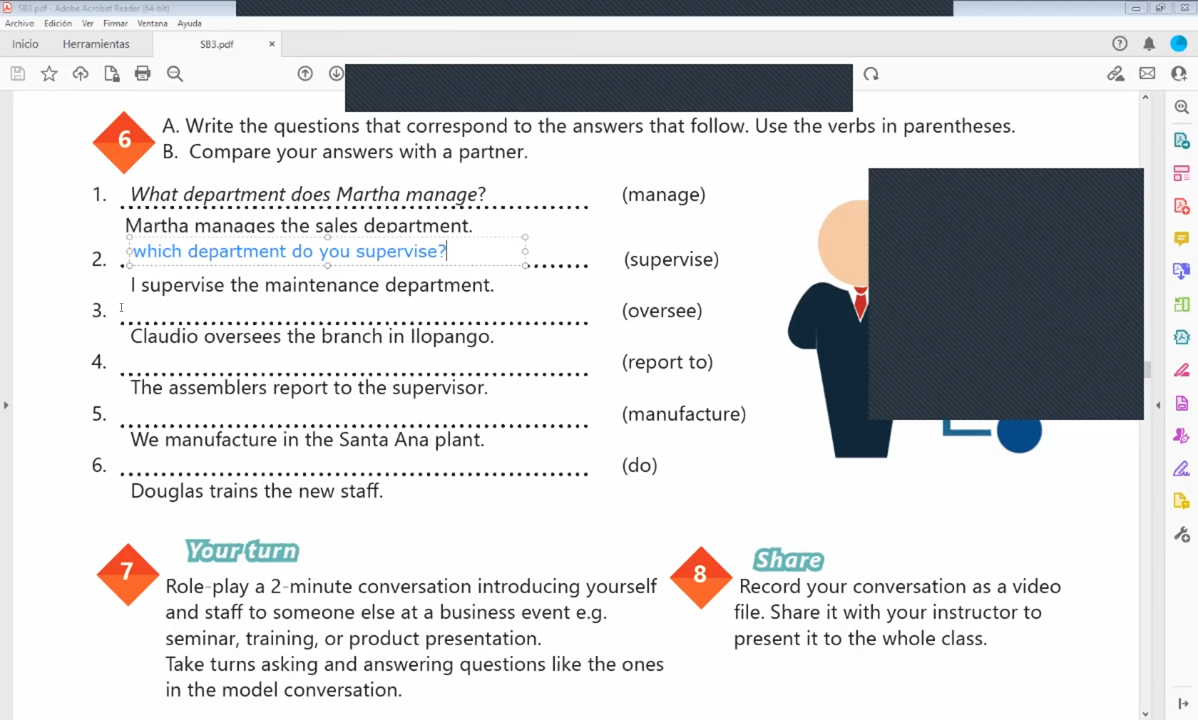 SB3.pdf - Adobe Acrobat Reader (64-bit)
Archivo Edición Ver Firmar Ventana Ayuda
Inicio Herramientas SB3.pdf ×
6 A. Write the questions that correspond to the answers that follow. Use the verbs in parentheses.
B. Compare your answers with a partner.
1. What department does Martha manage? (manage)
Martha manages the sales department.
2. which department do you supervise? (supervise)
I supervise the maintenance department.
3. (oversee)
Claudio oversees the branch in Ilopango.
4. (report to)
The assemblers report to the supervisor.
5. (manufacture)
We manufacture in the Santa Ana plant.
6. (do)
Douglas trains the new staff.
7 Your turn
Role-play a 2-minute conversation introducing yourself
and staff to someone else at a business event e.g.
seminar, training, or product presentation.
Take turns asking and answering questions like the ones
in the model conversation.
8 Share
Record your conversation as a video
file. Share it with your instructor to
present it to the whole class.